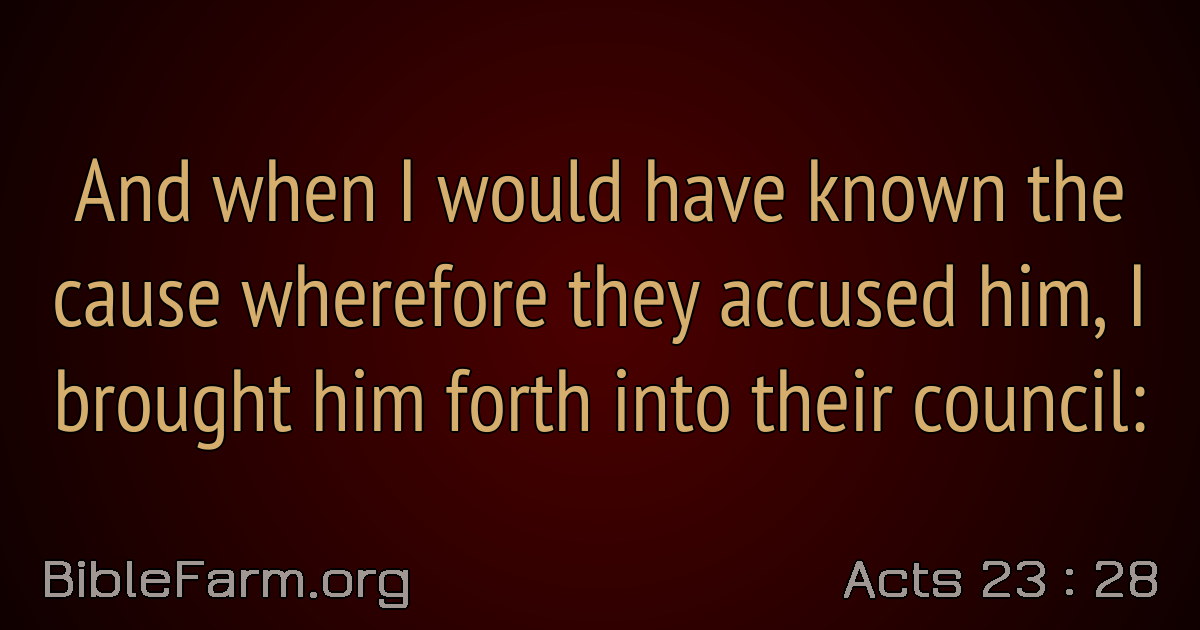 And when I would have known the
cause wherefore they accused him, I
brought him forth into their council:
BibleFarm.org
Acts 23 : 28